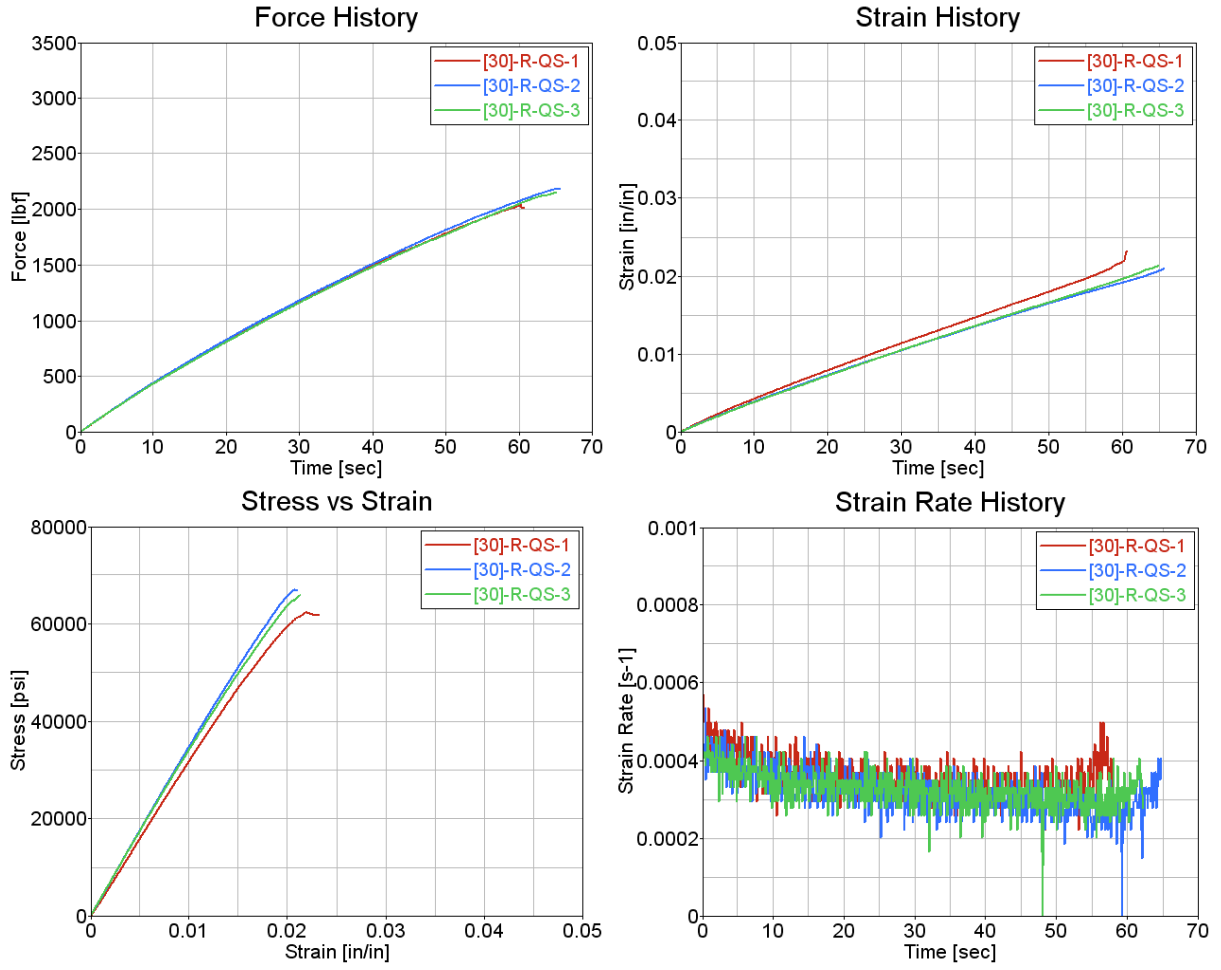 Force History
3500
3000
2500
2000
1500
1000
500
0
0 10 20 30 40 50 60 70
Force [lbf]
Time [sec]
[30]-R-QS-1
[30]-R-QS-2
[30]-R-QS-3
Strain History
0.05
0.04
0.03
0.02
0.01
0
0 10 20 30 40 50 60 70
Strain [in/in]
Time [sec]
[30]-R-QS-1
[30]-R-QS-2
[30]-R-QS-3
Stress vs Strain
80000
60000
40000
20000
0
0 0.01 0.02 0.03 0.04 0.05
Stress [psi]
Strain [in/in]
[30]-R-QS-1
[30]-R-QS-2
[30]-R-QS-3
Strain Rate History
0.001
0.0008
0.0006
0.0004
0.0002
0
0 10 20 30 40 50 60 70
Strain Rate [s-1]
Time [sec]
[30]-R-QS-1
[30]-R-QS-2
[30]-R-QS-3